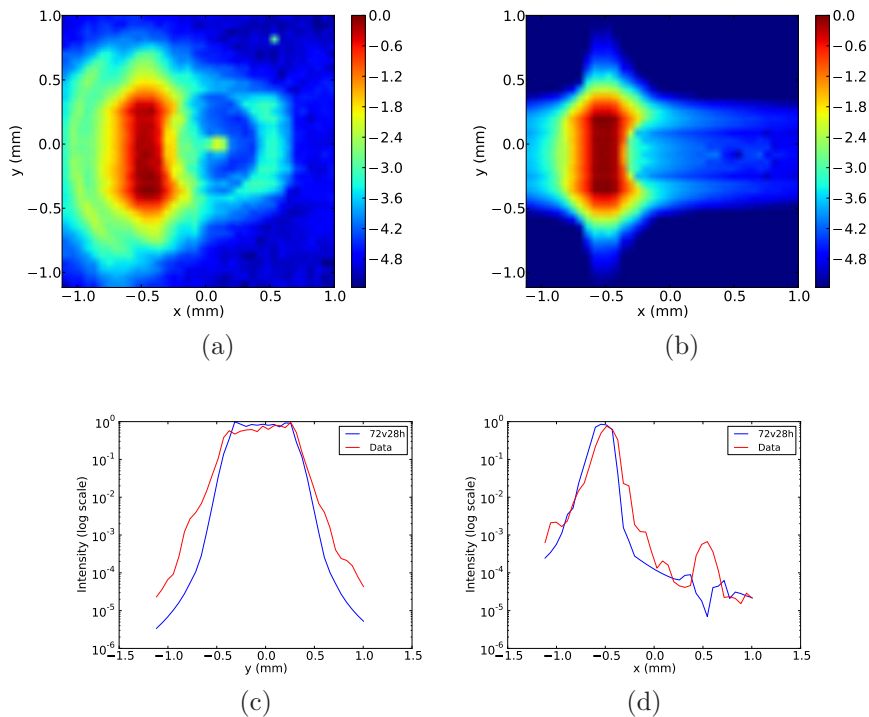 1.0
0.5
0.0
−0.5
−1.0
y (mm)
−1.0 −0.5 0.0 0.5 1.0
x (mm)
0.0
−0.6
−1.2
−1.8
−2.4
−3.0
−3.6
−4.2
−4.8
(a)
1.0
0.5
0.0
−0.5
−1.0
y (mm)
−1.0 −0.5 0.0 0.5 1.0
x (mm)
0.0
−0.6
−1.2
−1.8
−2.4
−3.0
−3.6
−4.2
−4.8
(b)
10^0
10^-1
10^-2
10^-3
10^-4
10^-5
10^-6
Intensity (log scale)
72v28h
Data
−1.5 −1.0 −0.5 0.0 0.5 1.0 1.5
y (mm)
(c)
10^0
10^-1
10^-2
10^-3
10^-4
10^-5
10^-6
Intensity (log scale)
72v28h
Data
−1.5 −1.0 −0.5 0.0 0.5 1.0 1.5
x (mm)
(d)